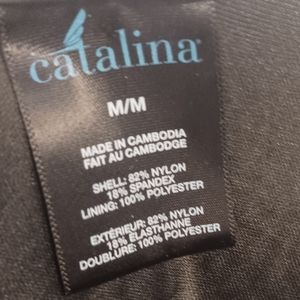 catalina
M/M
MADE IN CAMBODIA
FAIT AU CAMBODGE
SHELL: 82% NYLON
18% SPANDEX
LINING: 100% POLYESTER
EXTÉRIEUR: 82% NYLON
18% ÉLASTHANNE
DOUBLURE: 100% POLYESTER